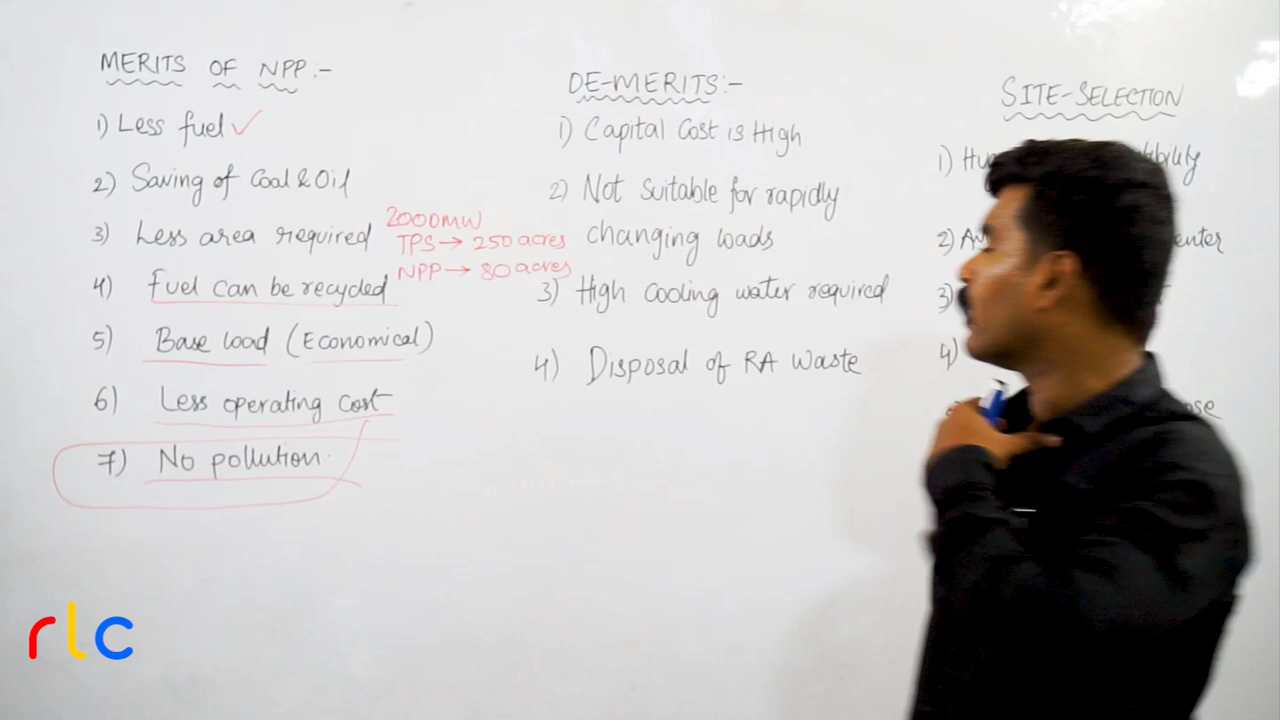 MERITS OF NPP:-
1) Less fuel ✓
2) Saving of Coal & Oil
3) Less area required
2000MW
TPS → 250 acres
NPP → 80 acres
4) Fuel can be recycled
5) Base load (Economical)
6) Less operating cost
7) No pollution.
DE-MERITS:-
1) Capital Cost is High
2) Not Suitable for rapidly
changing loads
3) High Cooling water required
4) Disposal of RA Waste
SITE-SELECTION
1)
2)
3)
4)
rlc